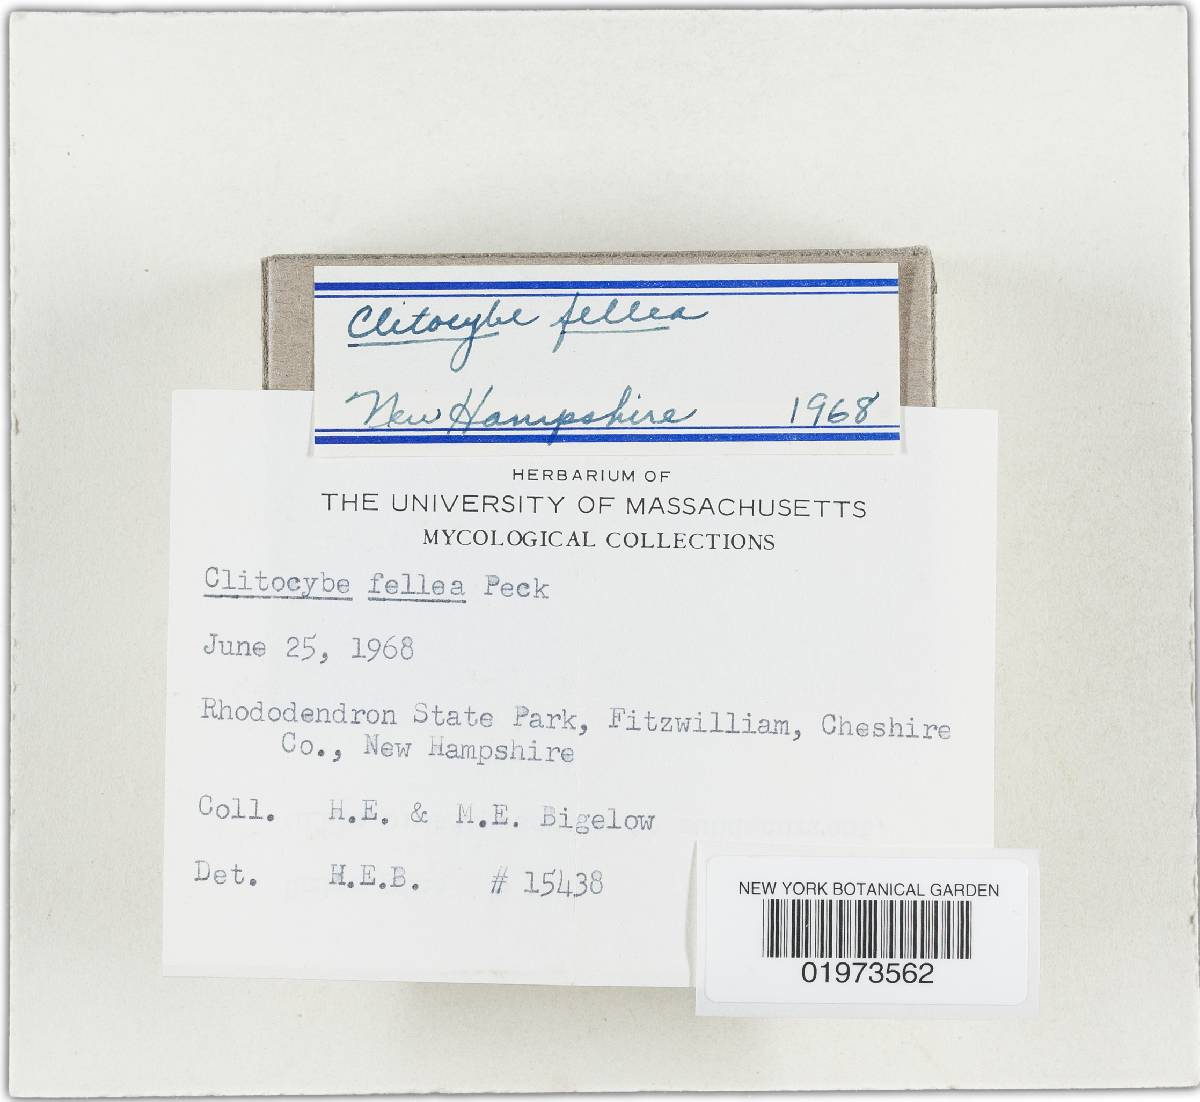 Clitocybe fellea
New Hampshire 1968
HERBARIUM OF
THE UNIVERSITY OF MASSACHUSETTS
MYCOLOGICAL COLLECTIONS
Clitocybe fellea Peck
June 25, 1968
Rhododendron State Park, Fitzwilliam, Cheshire
Co., New Hampshire
Coll. H.E. & M.E. Bigelow
Det. H.E.B. # 15438
NEW YORK BOTANICAL GARDEN
01973562